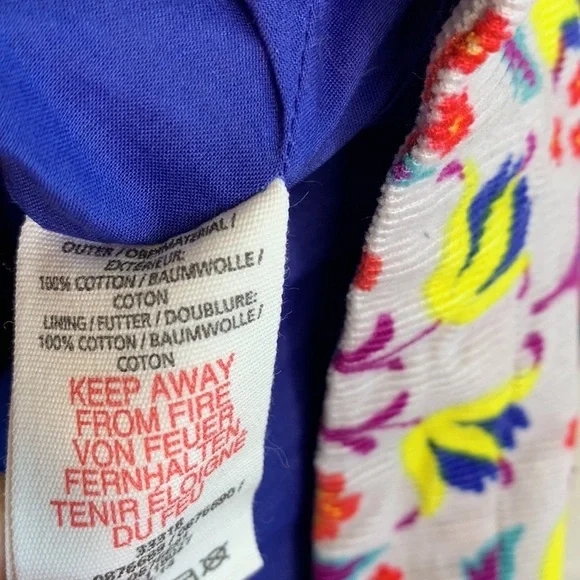 OUTER / OBERMATERIAL /
EXTERIEUR:
100% COTTON / BAUMWOLLE /
COTON
LINING / FUTTER / DOUBLURE:
100% COTTON / BAUMWOLLE /
COTON
KEEP AWAY
FROM FIRE
VON FEUER
FERNHALTEN,
TENIR ÉLOIGNÉ
DU FEU